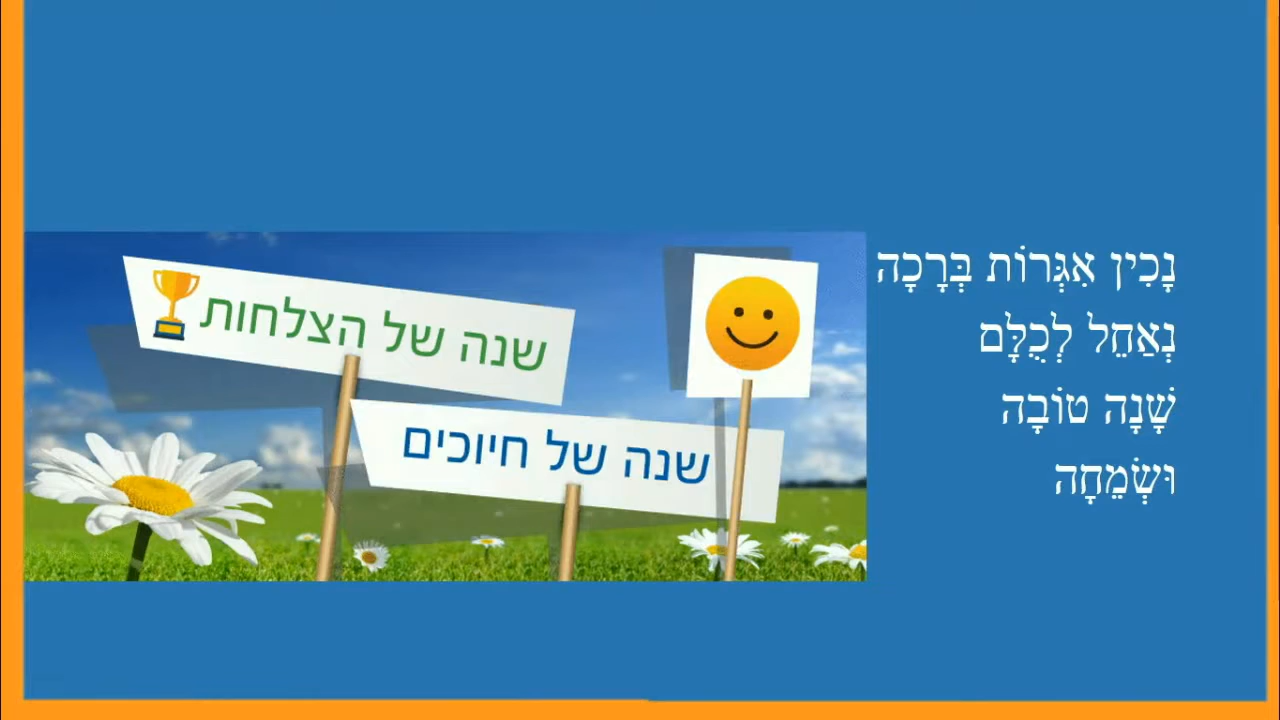 נָכִין אִגְּרוֹת בְּרָכָה
נְאַחֵל לְכֻלָּם
שָׁנָה טוֹבָה
וּשְׂמֵחָה
שנה של הצלחות
שנה של חיוכים